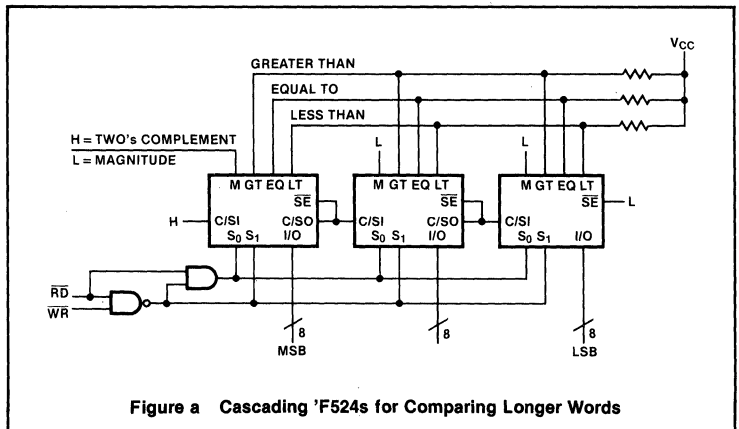 VCC
GREATER THAN
EQUAL TO
LESS THAN
H = TWO's COMPLEMENT
L = MAGNITUDE
L
L
M GT EQ LT
M GT EQ LT
M GT EQ LT
SE
SE
SE
L
H
C/SI
C/SO
C/SI
C/SO
C/SI
S0 S1
I/O
S0 S1
I/O
S0 S1
I/O
RD
WR
8
8
8
MSB
LSB
Figure a Cascading 'F524s for Comparing Longer Words